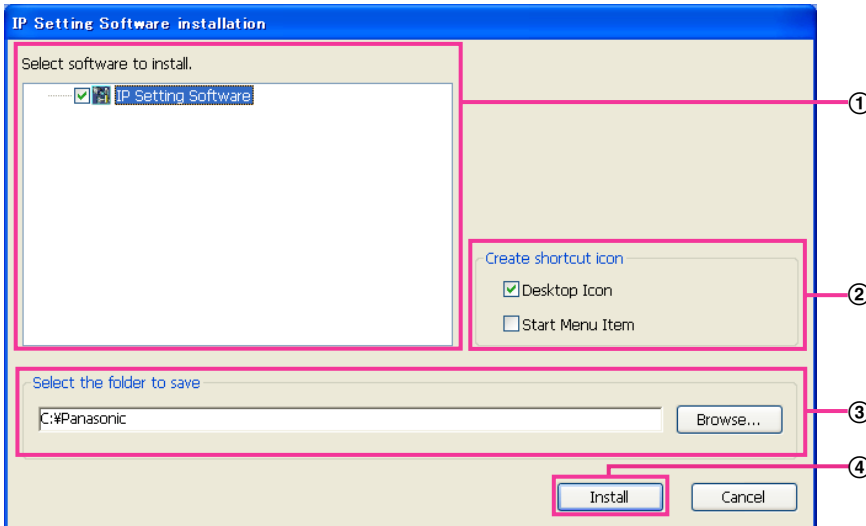 IP Setting Software installation
Select software to install.
IP Setting Software
①
Create shortcut icon
Desktop Icon
Start Menu Item
②
Select the folder to save
C:¥Panasonic
Browse...
③
④
Install
Cancel